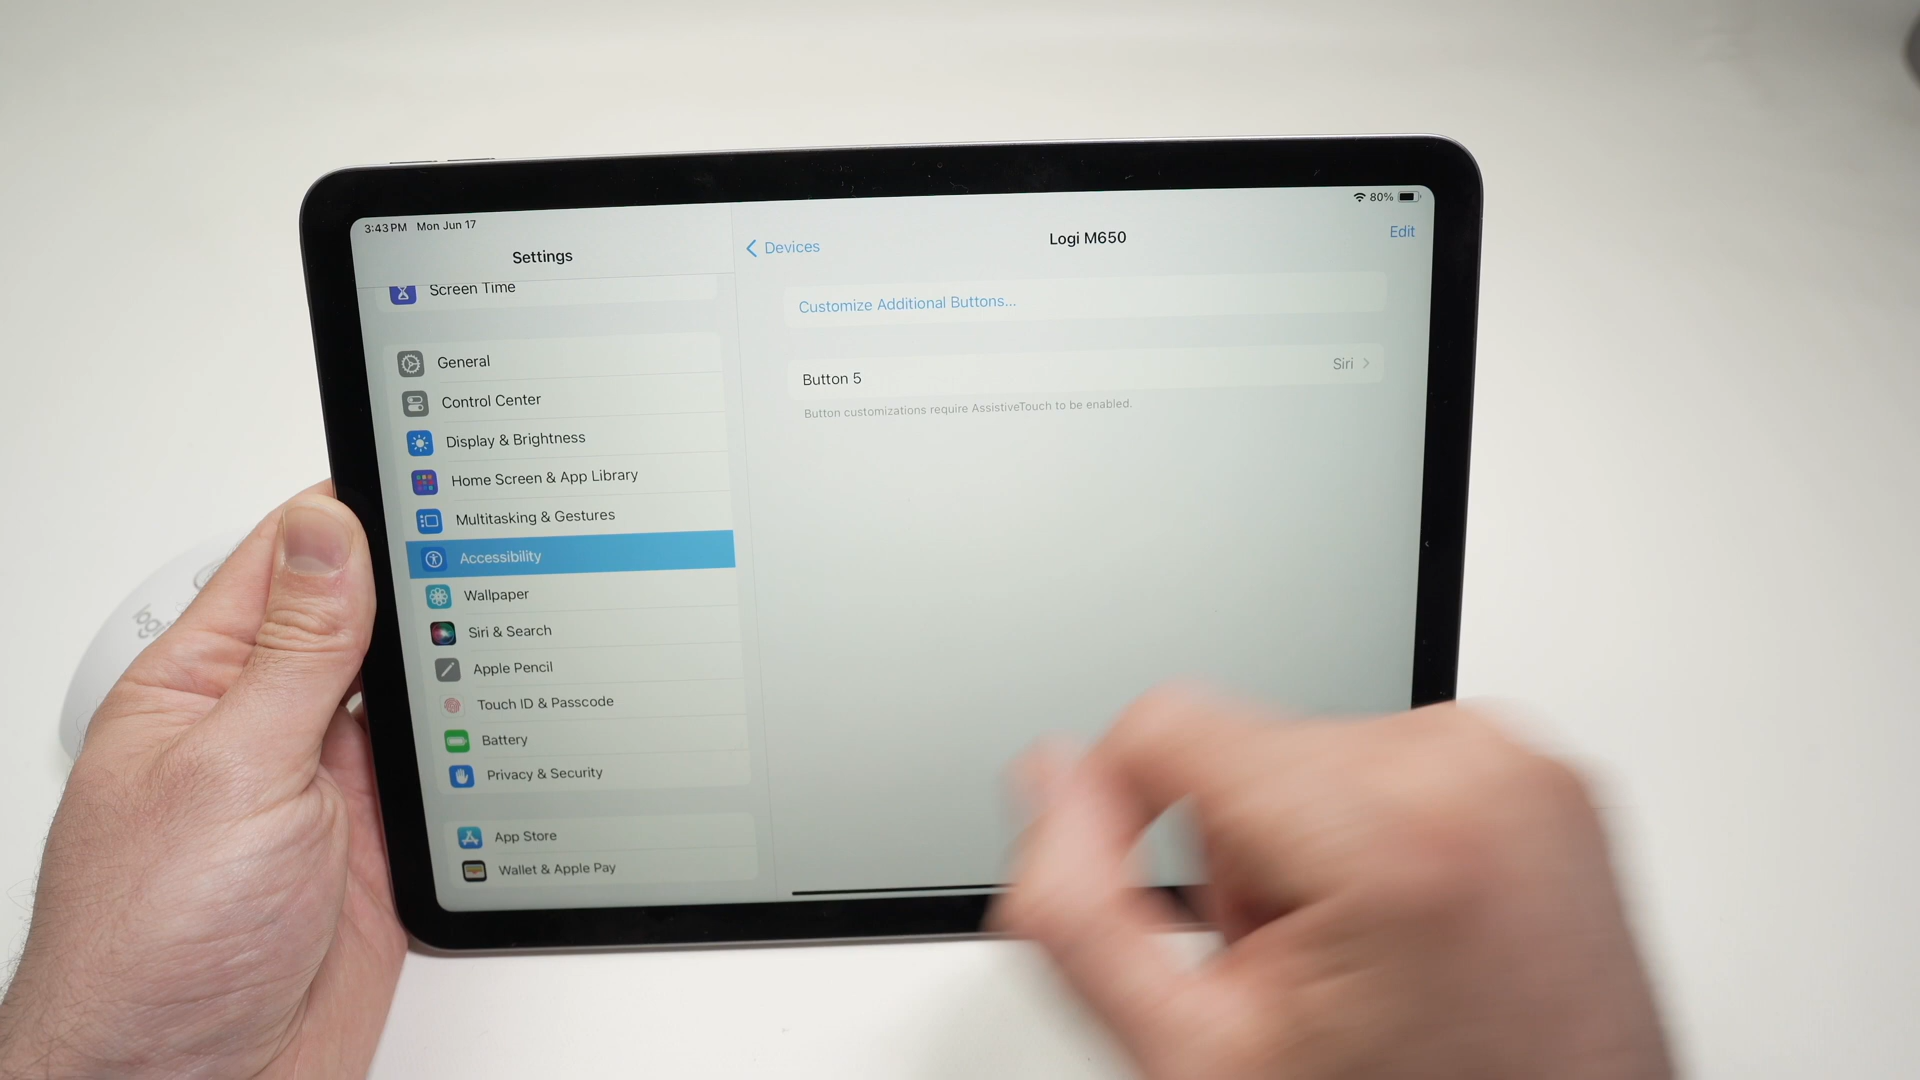 3:43 PM Mon Jun 17
80%
Settings
Devices
Logi M650
Edit
Screen Time
Customize Additional Buttons...
General
Button 5
Siri
Control Center
Button customizations require AssistiveTouch to be enabled.
Display & Brightness
Home Screen & App Library
Multitasking & Gestures
Accessibility
Wallpaper
Siri & Search
Apple Pencil
Touch ID & Passcode
Battery
Privacy & Security
App Store
Wallet & Apple Pay